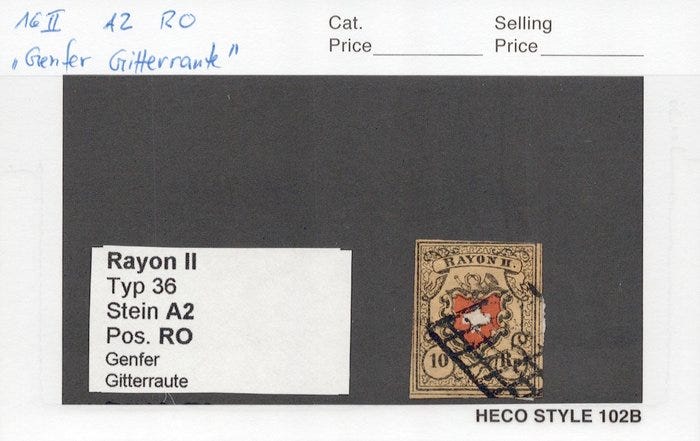 16 II A2 RO
„Genfer Gitterraute"
Cat.
Price
Selling
Price
Rayon II
Typ 36
Stein A2
Pos. RO
Genfer
Gitterraute
RAYON II.
10 Rp.
HECO STYLE 102B